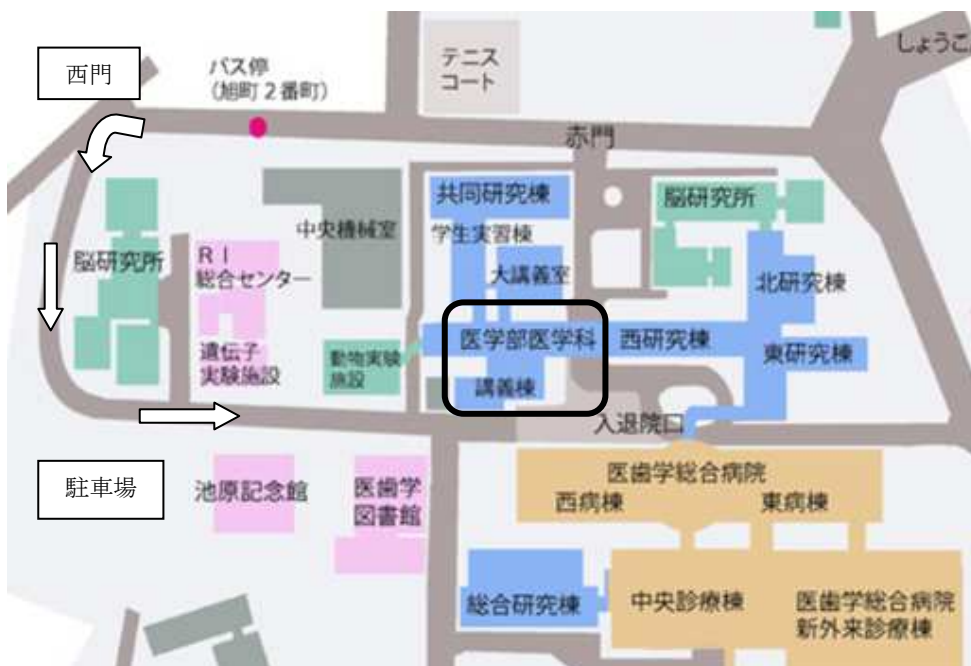 西門
バス停
(旭町2番町)
テニス
コート
しょうこ
赤門
共同研究棟
脳研究所
中央機械室
学生実習棟
脳研究所
RI
総合センター
大講義室
北研究棟
医学部医学科
西研究棟
東研究棟
遺伝子
実験施設
動物実験
施設
講義棟
入退院口
駐車場
池原記念館
医歯学
図書館
医歯学総合病院
西病棟
東病棟
総合研究棟
中央診療棟
医歯学総合病院
新外来診療棟